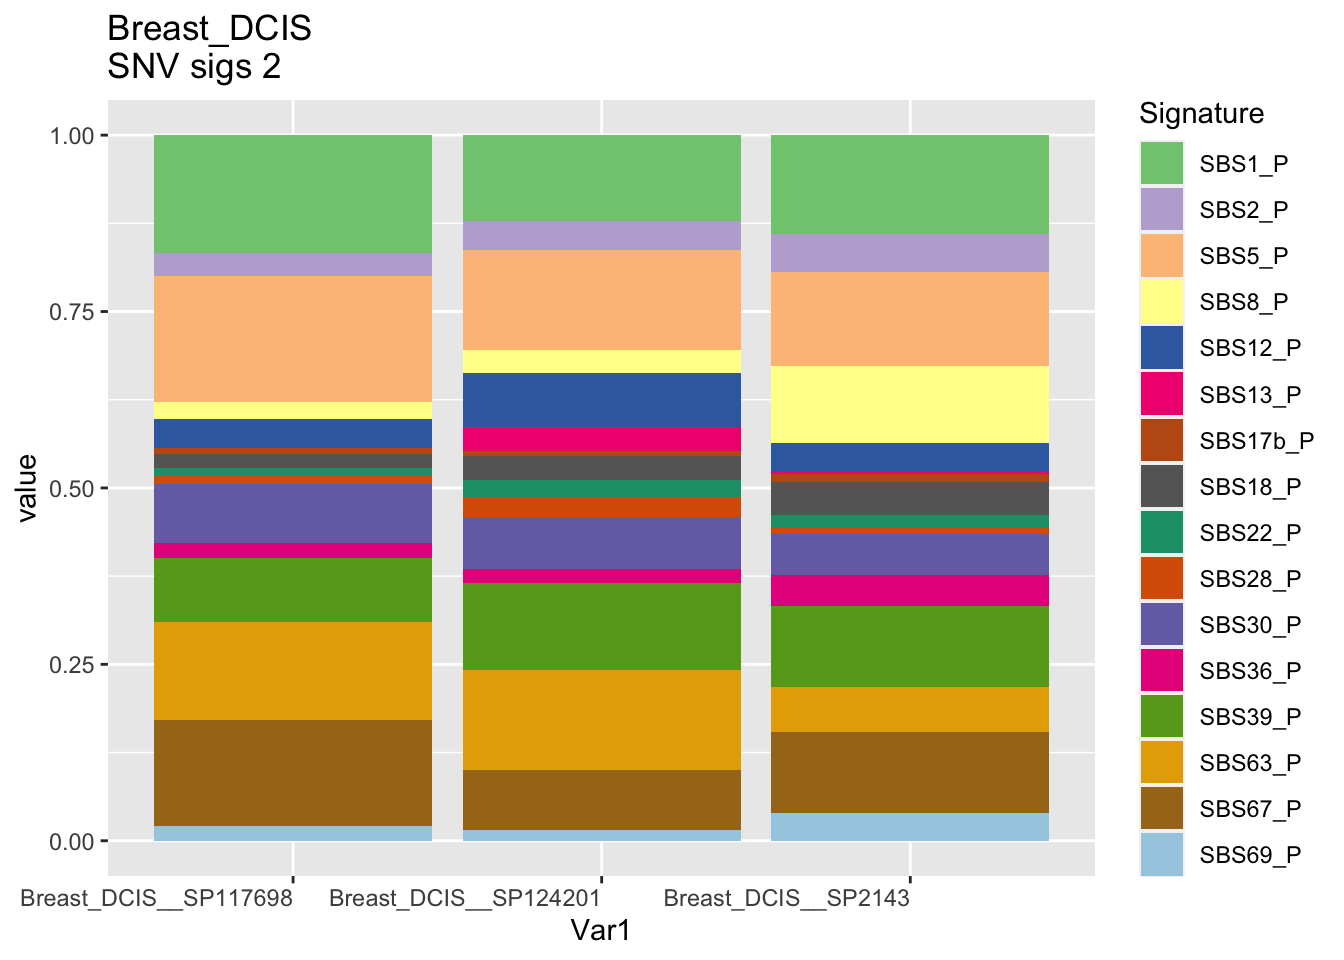 Breast_DCIS
SNV sigs 2
value
1.00
0.75
0.50
0.25
0.00
Breast_DCIS__SP117698
Breast_DCIS__SP124201
Breast_DCIS__SP2143
Var1
Signature
SBS1_P
SBS2_P
SBS5_P
SBS8_P
SBS12_P
SBS13_P
SBS17b_P
SBS18_P
SBS22_P
SBS28_P
SBS30_P
SBS36_P
SBS39_P
SBS63_P
SBS67_P
SBS69_P